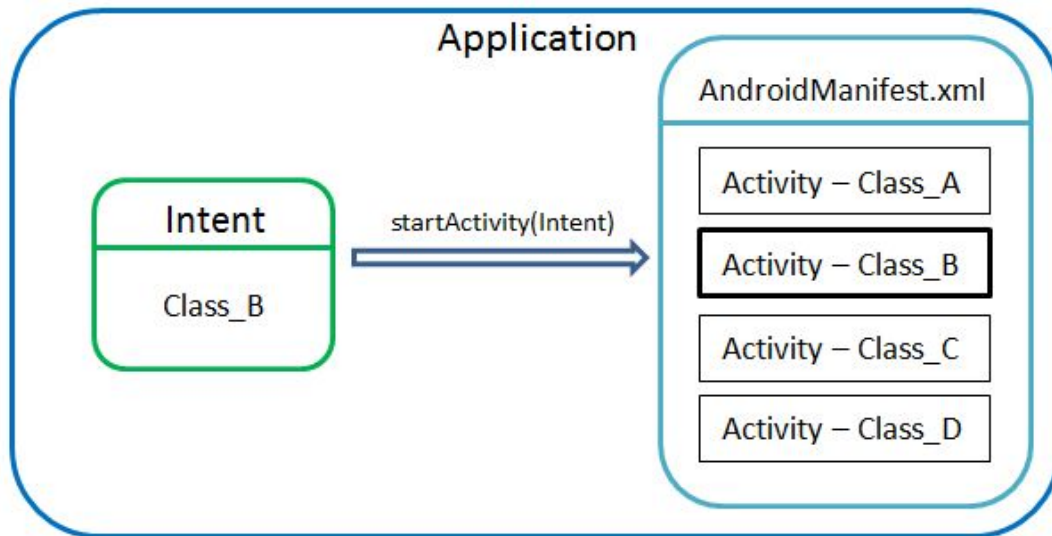 Application
Intent
Class_B
startActivity(Intent)
AndroidManifest.xml
Activity – Class_A
Activity – Class_B
Activity – Class_C
Activity – Class_D